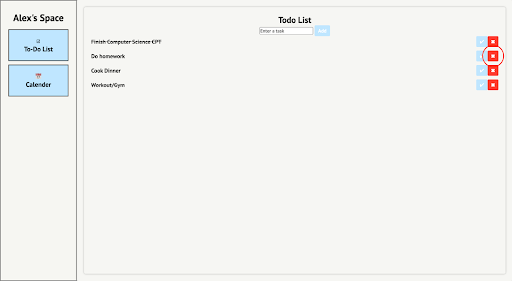 Alex's Space
To-Do List
Calender
Todo List
Enter a task
Add
Finish Computer Science CPT
Do homework
Cook Dinner
Workout/Gym